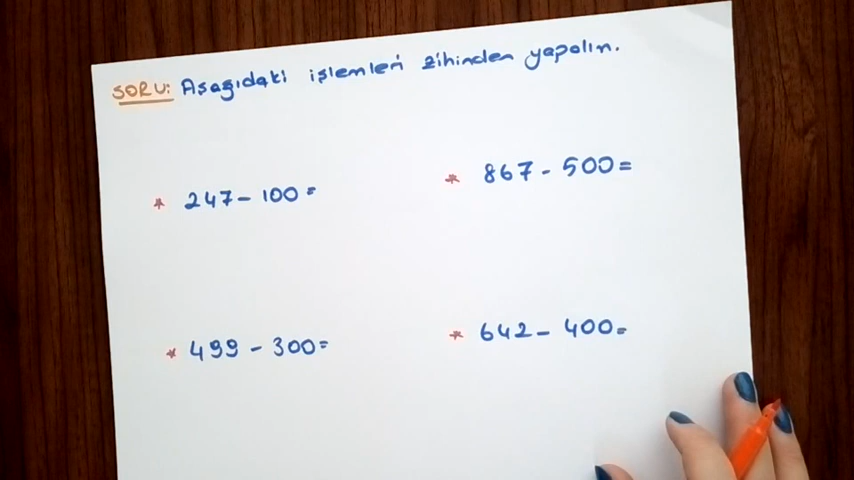 SORU: Aşağıdaki işlemleri zihinden yapalım.
* 247 - 100 =
* 867 - 500 =
* 499 - 300 =
* 642 - 400 =